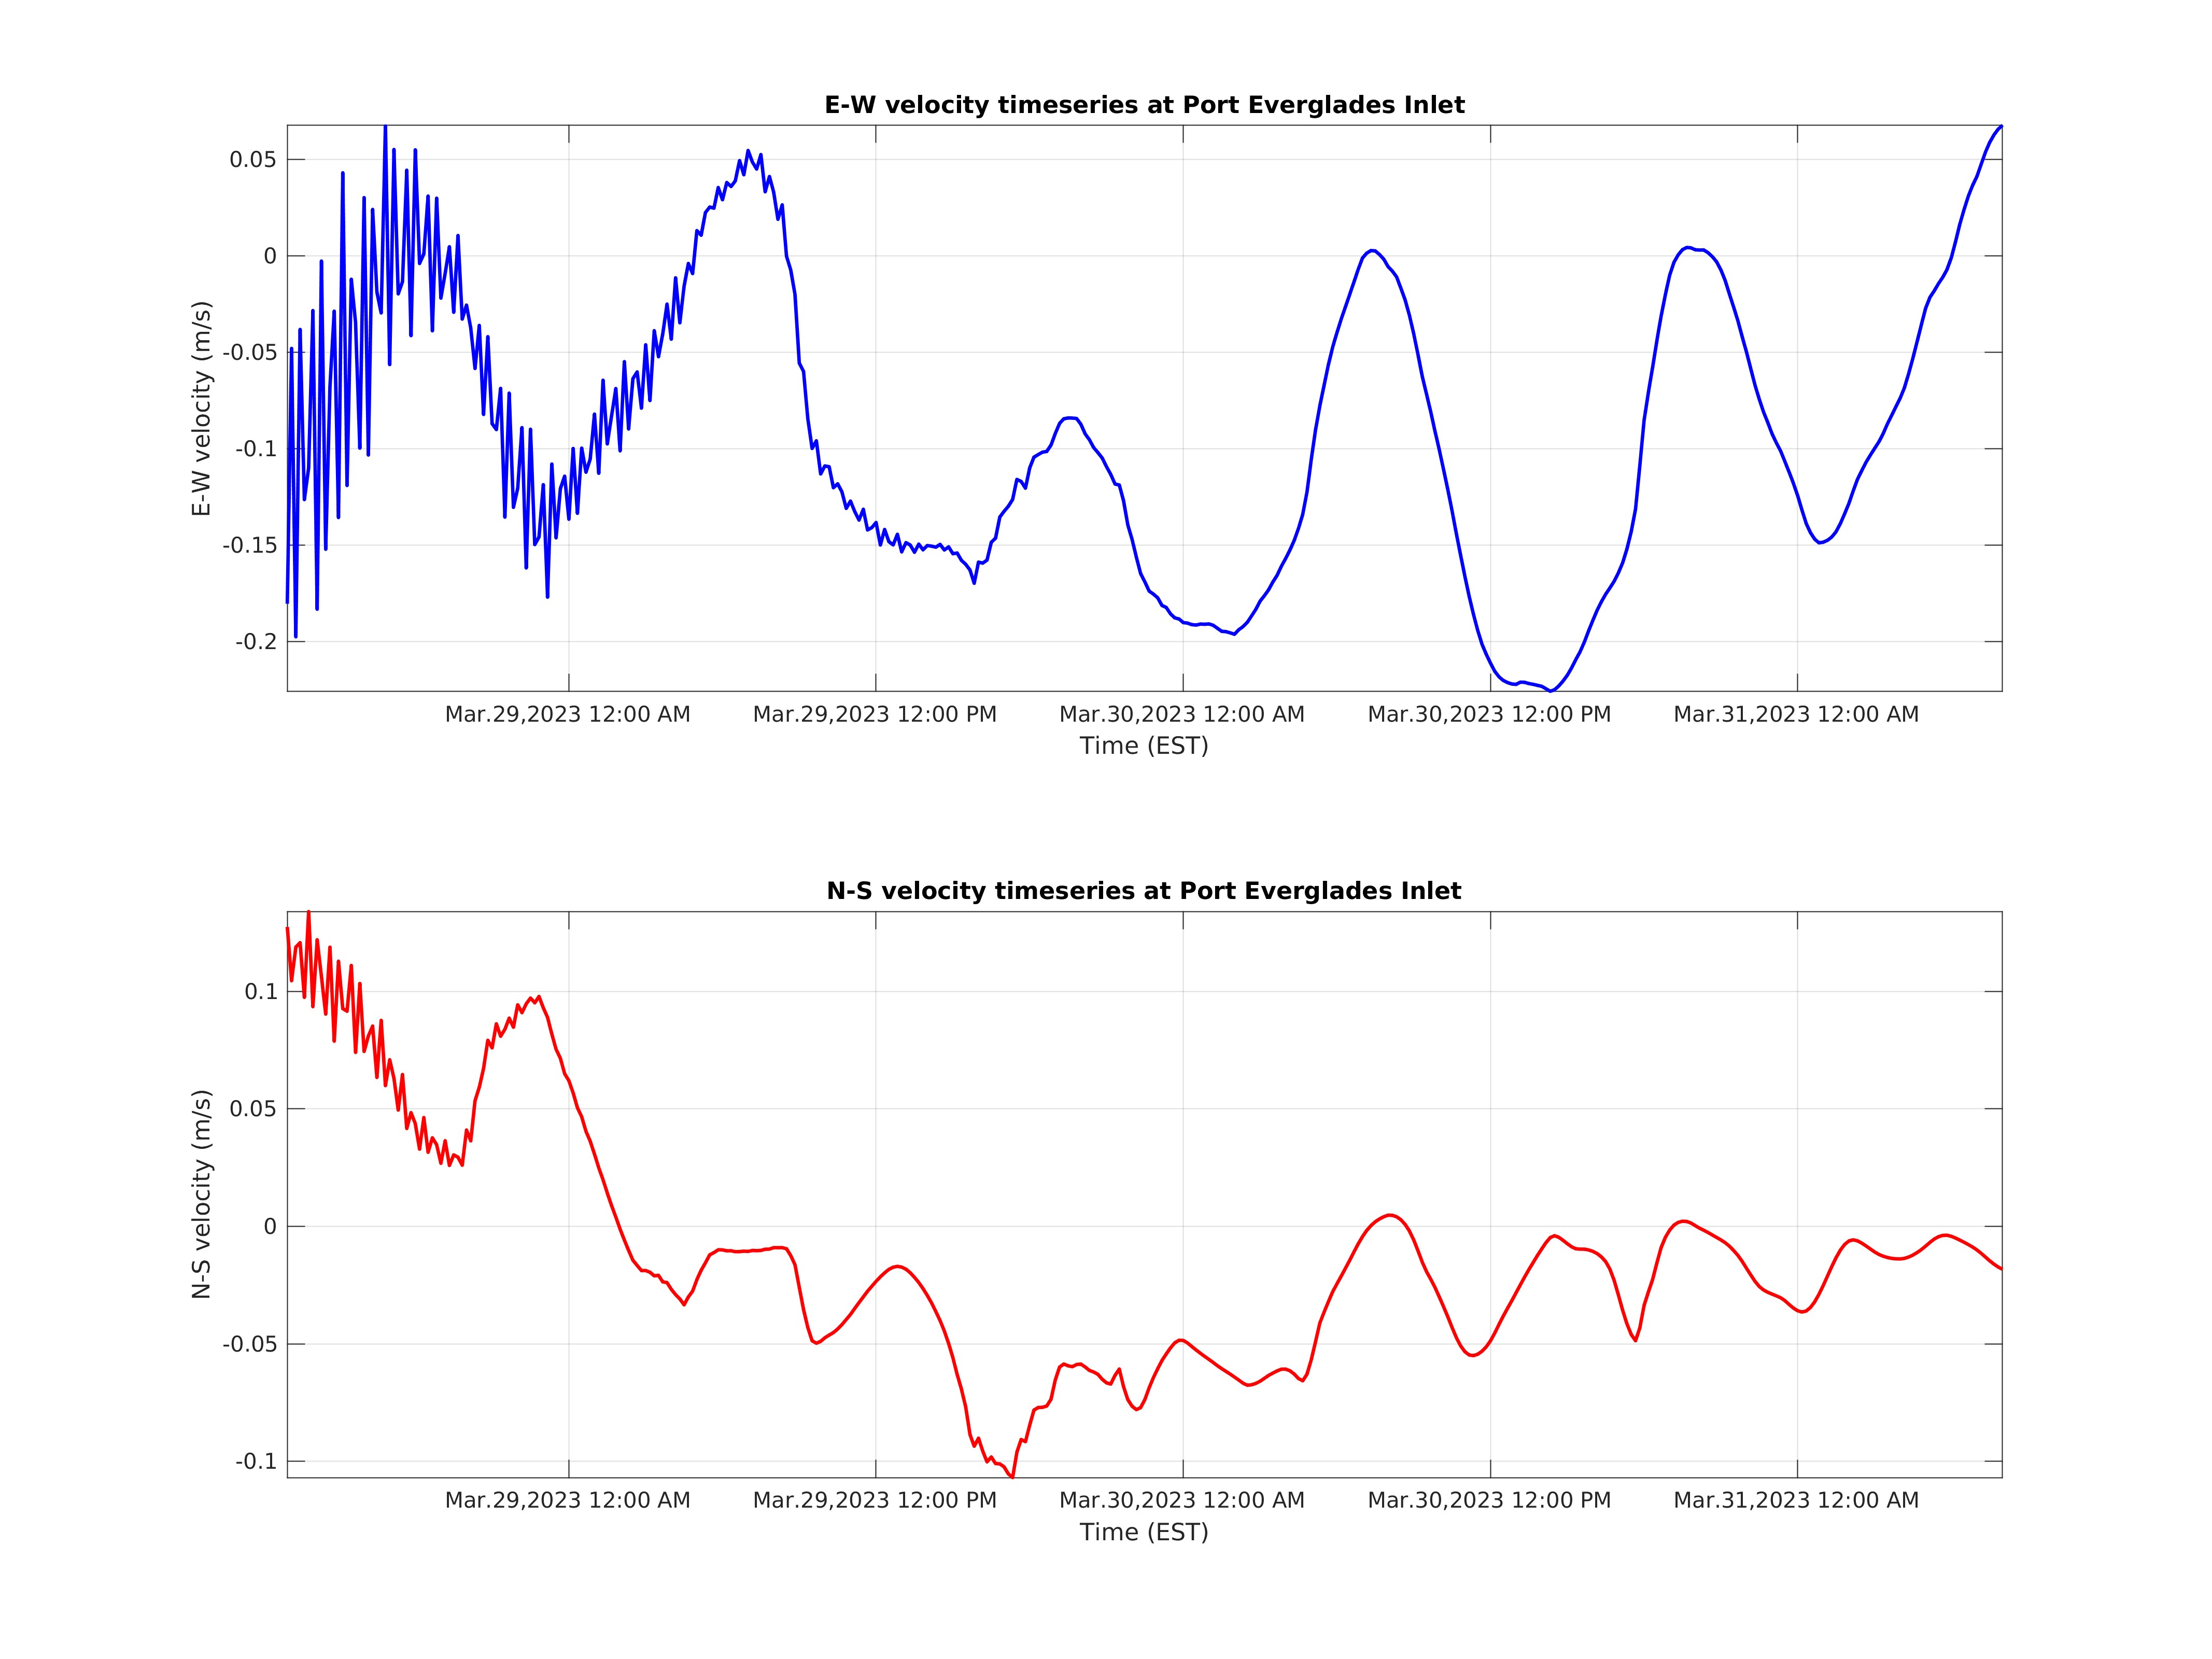 E-W velocity timeseries at Port Everglades Inlet
E-W velocity (m/s)
0.05
0
-0.05
-0.1
-0.15
-0.2
Mar.29,2023 12:00 AM Mar.29,2023 12:00 PM Mar.30,2023 12:00 AM Mar.30,2023 12:00 PM Mar.31,2023 12:00 AM
Time (EST)
N-S velocity timeseries at Port Everglades Inlet
N-S velocity (m/s)
0.1
0.05
0
-0.05
-0.1
Mar.29,2023 12:00 AM Mar.29,2023 12:00 PM Mar.30,2023 12:00 AM Mar.30,2023 12:00 PM Mar.31,2023 12:00 AM
Time (EST)